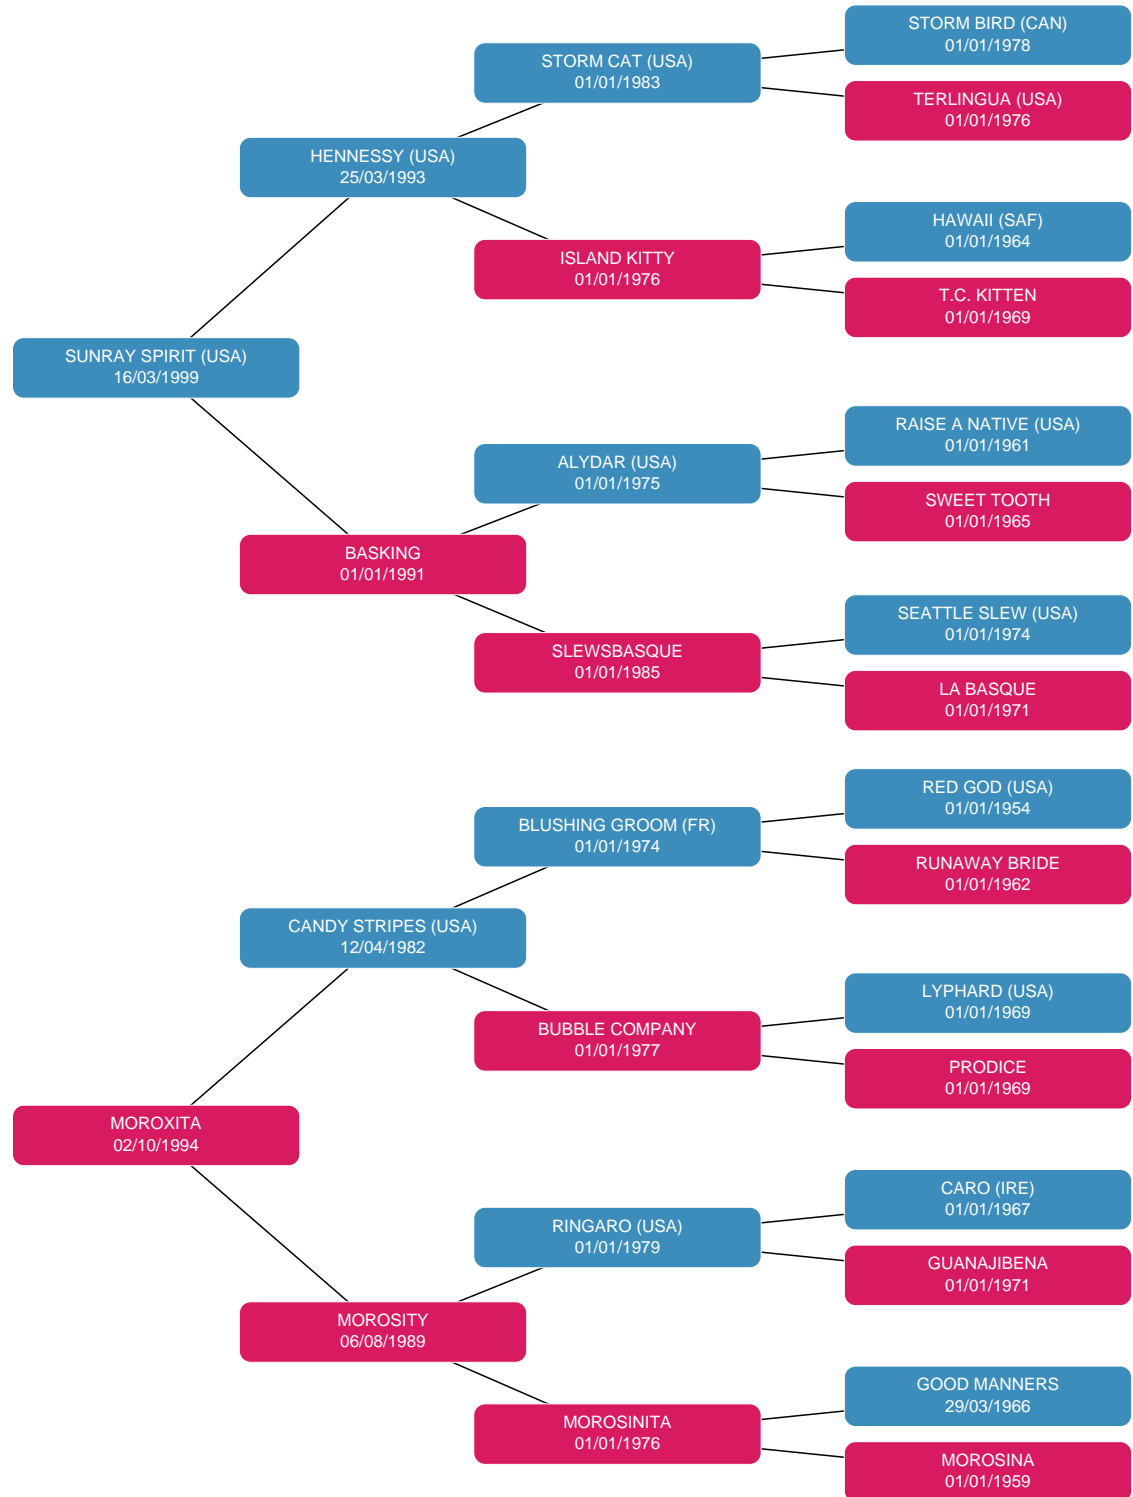 STORM BIRD (CAN)
01/01/1978
STORM CAT (USA)
01/01/1983
TERLINGUA (USA)
01/01/1976
HENNESSY (USA)
25/03/1993
HAWAII (SAF)
01/01/1964
ISLAND KITTY
01/01/1976
T.C. KITTEN
01/01/1969
SUNRAY SPIRIT (USA)
16/03/1999
RAISE A NATIVE (USA)
01/01/1961
ALYDAR (USA)
01/01/1975
SWEET TOOTH
01/01/1965
BASKING
01/01/1991
SEATTLE SLEW (USA)
01/01/1974
SLEWSBASQUE
01/01/1985
LA BASQUE
01/01/1971
RED GOD (USA)
01/01/1954
BLUSHING GROOM (FR)
01/01/1974
RUNAWAY BRIDE
01/01/1962
CANDY STRIPES (USA)
12/04/1982
LYPHARD (USA)
01/01/1969
BUBBLE COMPANY
01/01/1977
PRODICE
01/01/1969
MOROXITA
02/10/1994
CARO (IRE)
01/01/1967
RINGARO (USA)
01/01/1979
GUANAJIBENA
01/01/1971
MOROSITY
06/08/1989
GOOD MANNERS
29/03/1966
MOROSINITA
01/01/1976
MOROSINA
01/01/1959